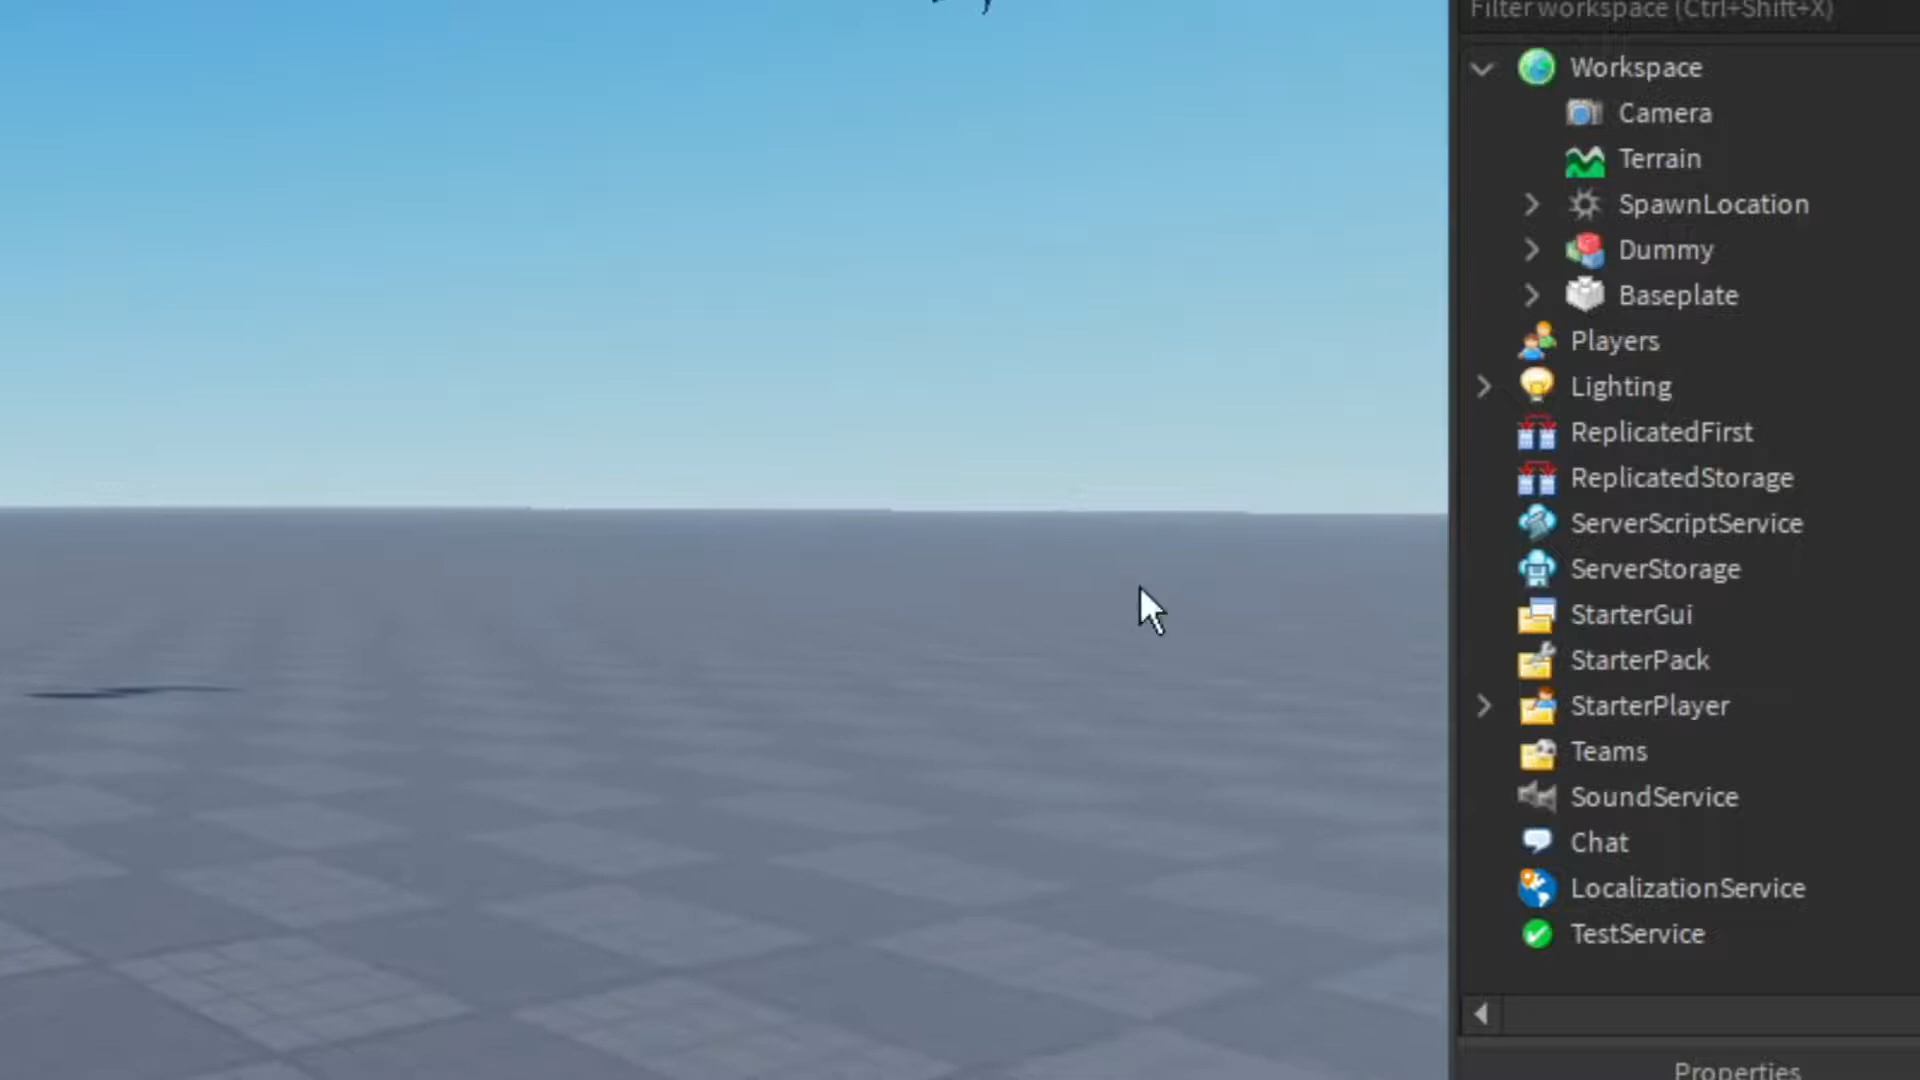 Filter workspace (Ctrl+Shift+X)
Workspace
Camera
Terrain
SpawnLocation
Dummy
Baseplate
Players
Lighting
ReplicatedFirst
ReplicatedStorage
ServerScriptService
ServerStorage
StarterGui
StarterPack
StarterPlayer
Teams
SoundService
Chat
LocalizationService
TestService
Properties